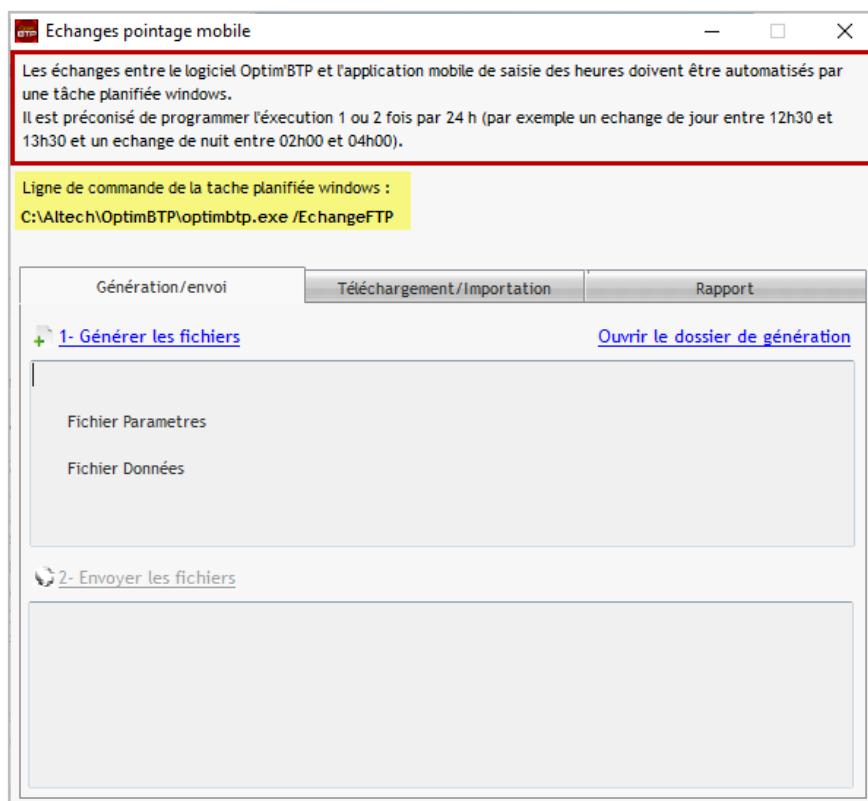 BTP Echanges pointage mobile
Les échanges entre le logiciel Optim'BTP et l'application mobile de saisie des heures doivent être automatisés par
une tâche planifiée windows.
Il est préconisé de programmer l'éxecution 1 ou 2 fois par 24 h (par exemple un echange de jour entre 12h30 et
13h30 et un echange de nuit entre 02h00 et 04h00).
Ligne de commande de la tache planifiée windows :
C:\Altech\OptimBTP\optimbtp.exe /EchangeFTP
Génération/envoi Téléchargement/Importation Rapport
1- Générer les fichiers Ouvrir le dossier de génération
Fichier Parametres
Fichier Données
2- Envoyer les fichiers